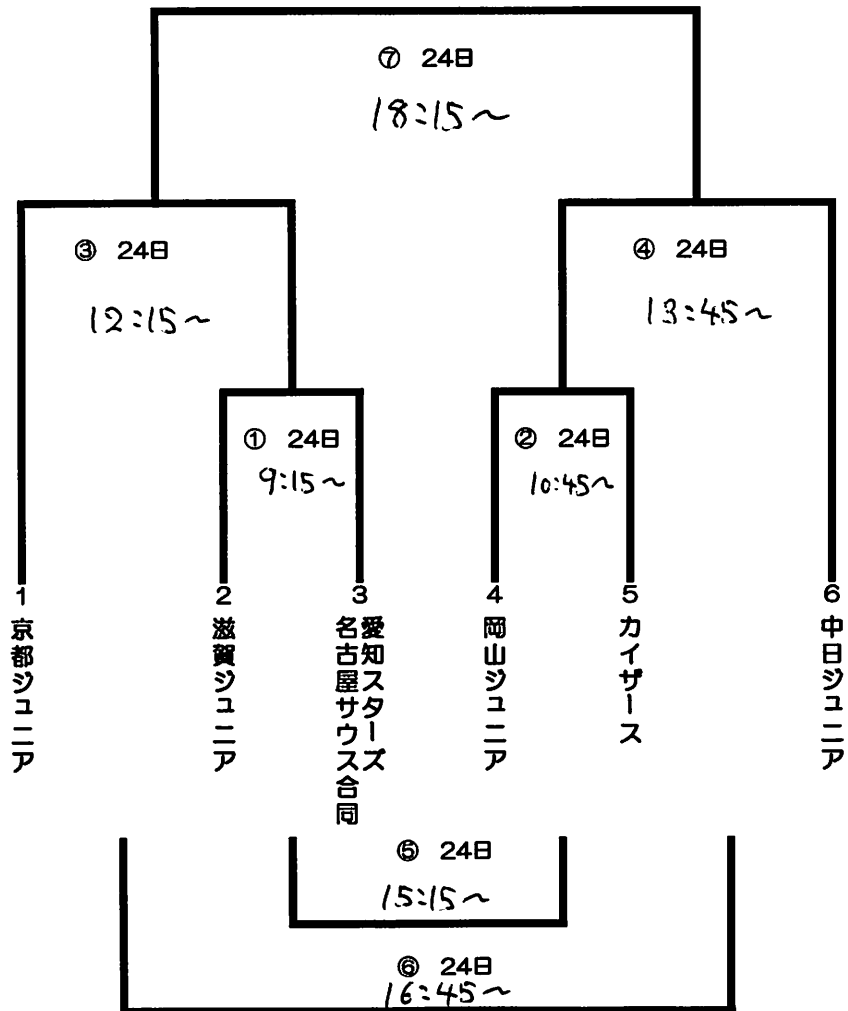 ⑦ 24日
18:15~
③ 24日
12:15~
④ 24日
13:45~
① 24日
9:15~
② 24日
10:45~
1 京都ジュニア
2 滋賀ジュニア
3 愛知スターズ
名古屋サウス合同
4 岡山ジュニア
5 カイザース
6 中日ジュニア
⑤ 24日
15:15~
⑥ 24日
16:45~